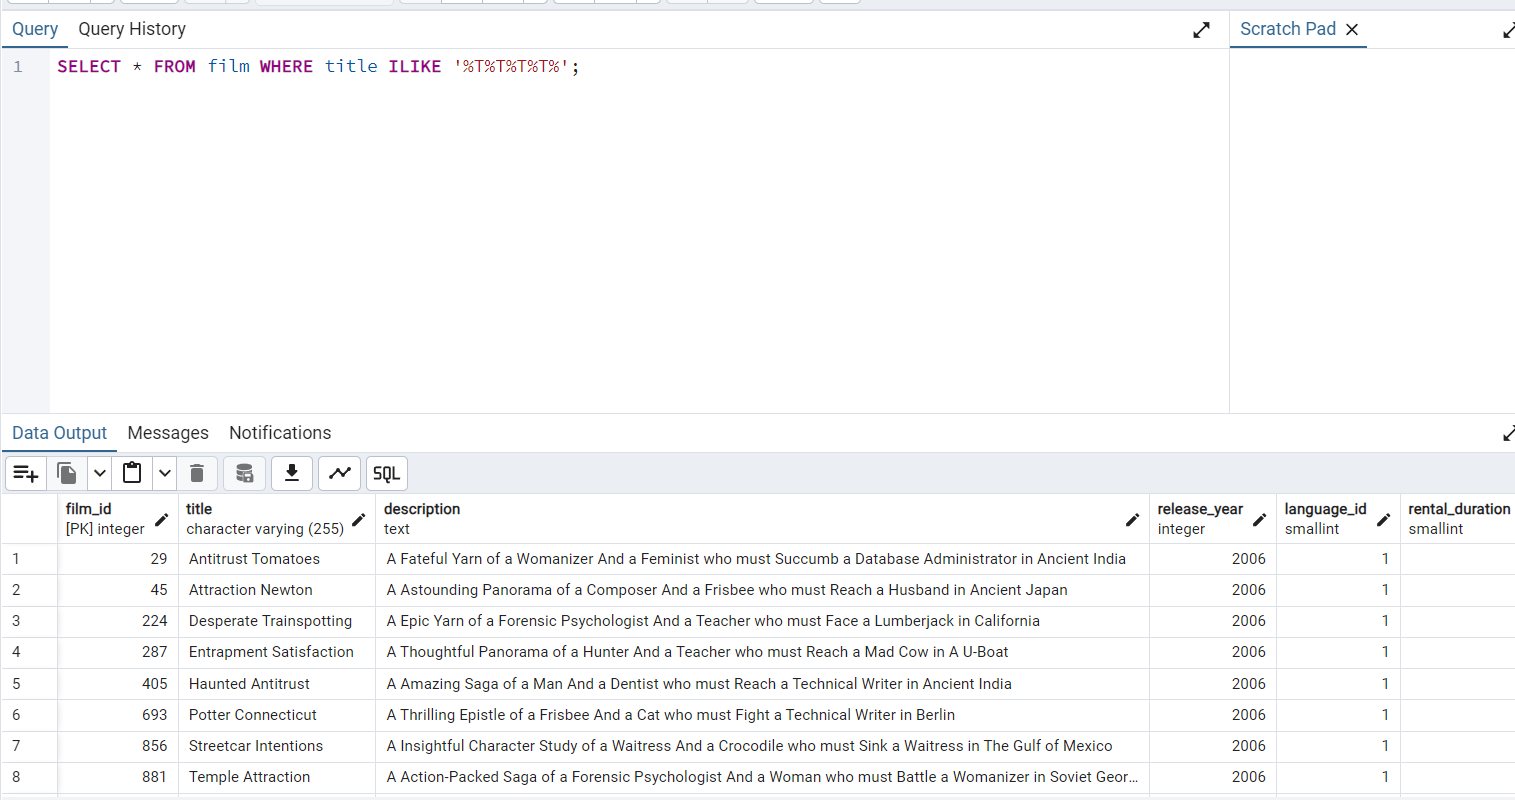 Query Query History Scratch Pad
1 SELECT * FROM film WHERE title ILIKE '%T%T%T%T%';
Data Output Messages Notifications
SQL
film_id title description release_year language_id rental_duration
[PK] integer character varying (255) text integer smallint smallint
1 29 Antitrust Tomatoes A Fateful Yarn of a Womanizer And a Feminist who must Succumb a Database Administrator in Ancient India 2006 1
2 45 Attraction Newton A Astounding Panorama of a Composer And a Frisbee who must Reach a Husband in Ancient Japan 2006 1
3 224 Desperate Trainspotting A Epic Yarn of a Forensic Psychologist And a Teacher who must Face a Lumberjack in California 2006 1
4 287 Entrapment Satisfaction A Thoughtful Panorama of a Hunter And a Teacher who must Reach a Mad Cow in A U-Boat 2006 1
5 405 Haunted Antitrust A Amazing Saga of a Man And a Dentist who must Reach a Technical Writer in Ancient India 2006 1
6 693 Potter Connecticut A Thrilling Epistle of a Frisbee And a Cat who must Fight a Technical Writer in Berlin 2006 1
7 856 Streetcar Intentions A Insightful Character Study of a Waitress And a Crocodile who must Sink a Waitress in The Gulf of Mexico 2006 1
8 881 Temple Attraction A Action-Packed Saga of a Forensic Psychologist And a Woman who must Battle a Womanizer in Soviet Geor... 2006 1